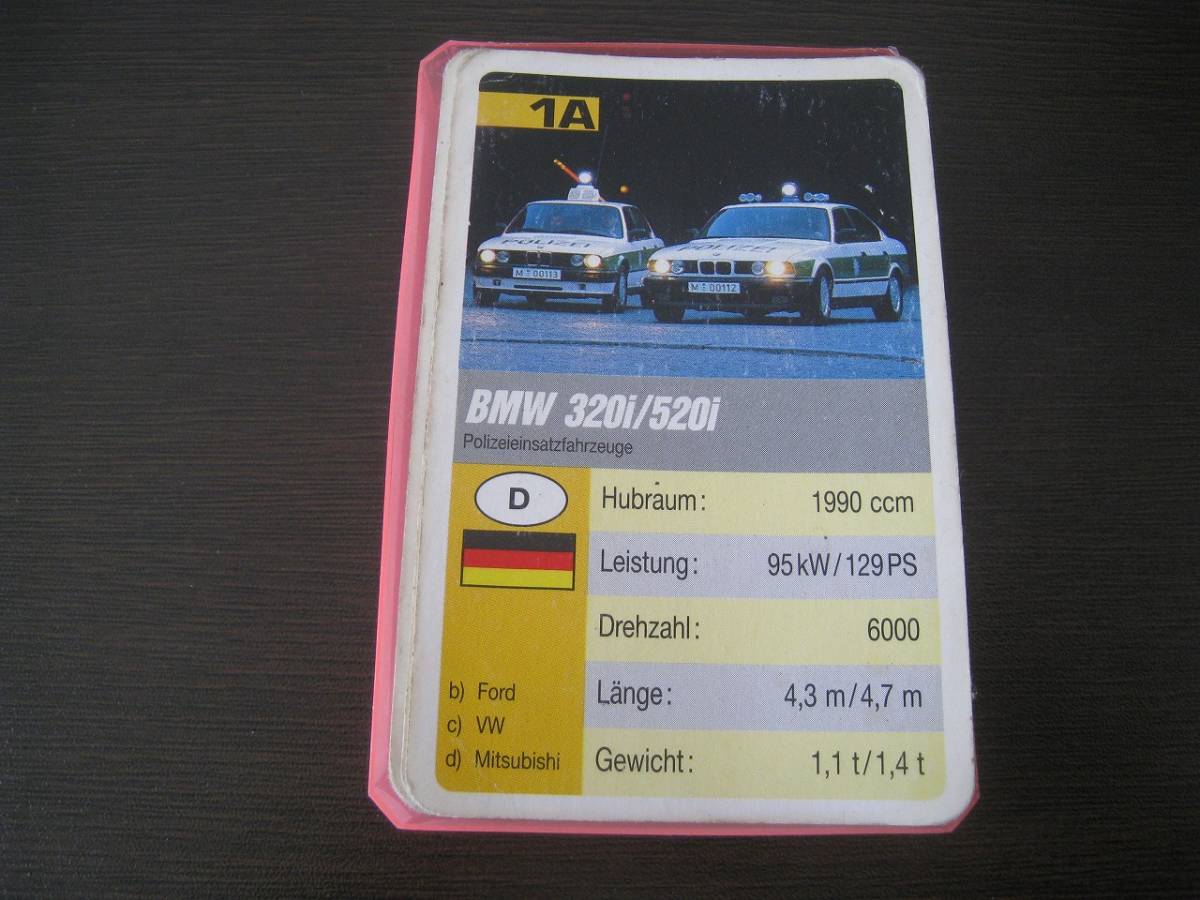 1A
POLIZEI
POLIZEI
M 00113
M 00112
BMW 320i/520i
Polizeieinsatzfahrzeuge
D
Hubraum: 1990 ccm
Leistung: 95 kW/129 PS
Drehzahl: 6000
b) Ford
Länge: 4,3 m/4,7 m
c) VW
d) Mitsubishi
Gewicht: 1,1 t/1,4 t